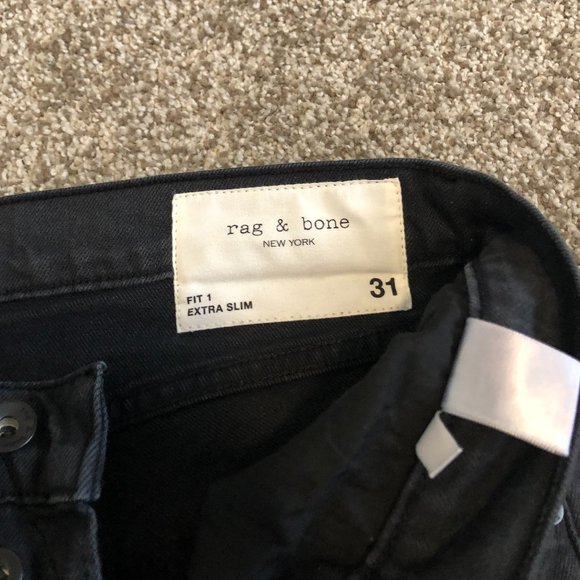 rag & bone
NEW YORK
FIT 1
EXTRA SLIM
31